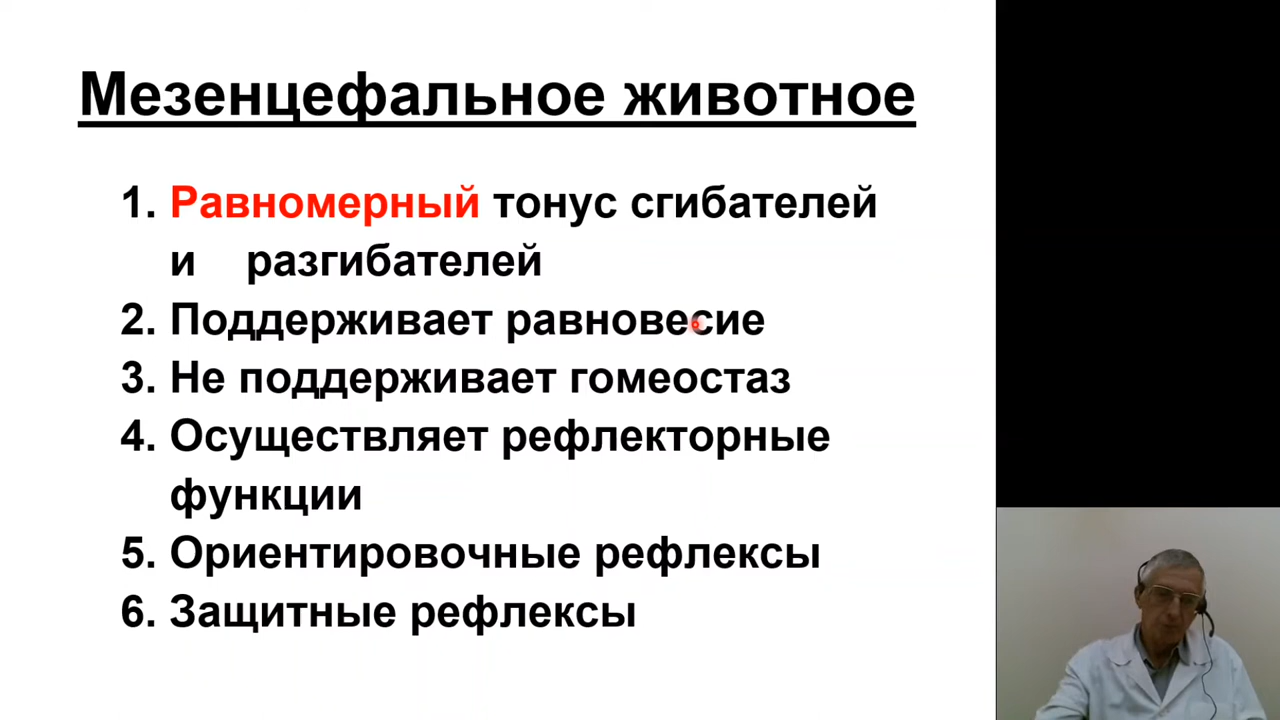 Мезенцефальное животное
1. Равномерный тонус сгибателей
и разгибателей
2. Поддерживает равновесие
3. Не поддерживает гомеостаз
4. Осуществляет рефлекторные
функции
5. Ориентировочные рефлексы
6. Защитные рефлексы